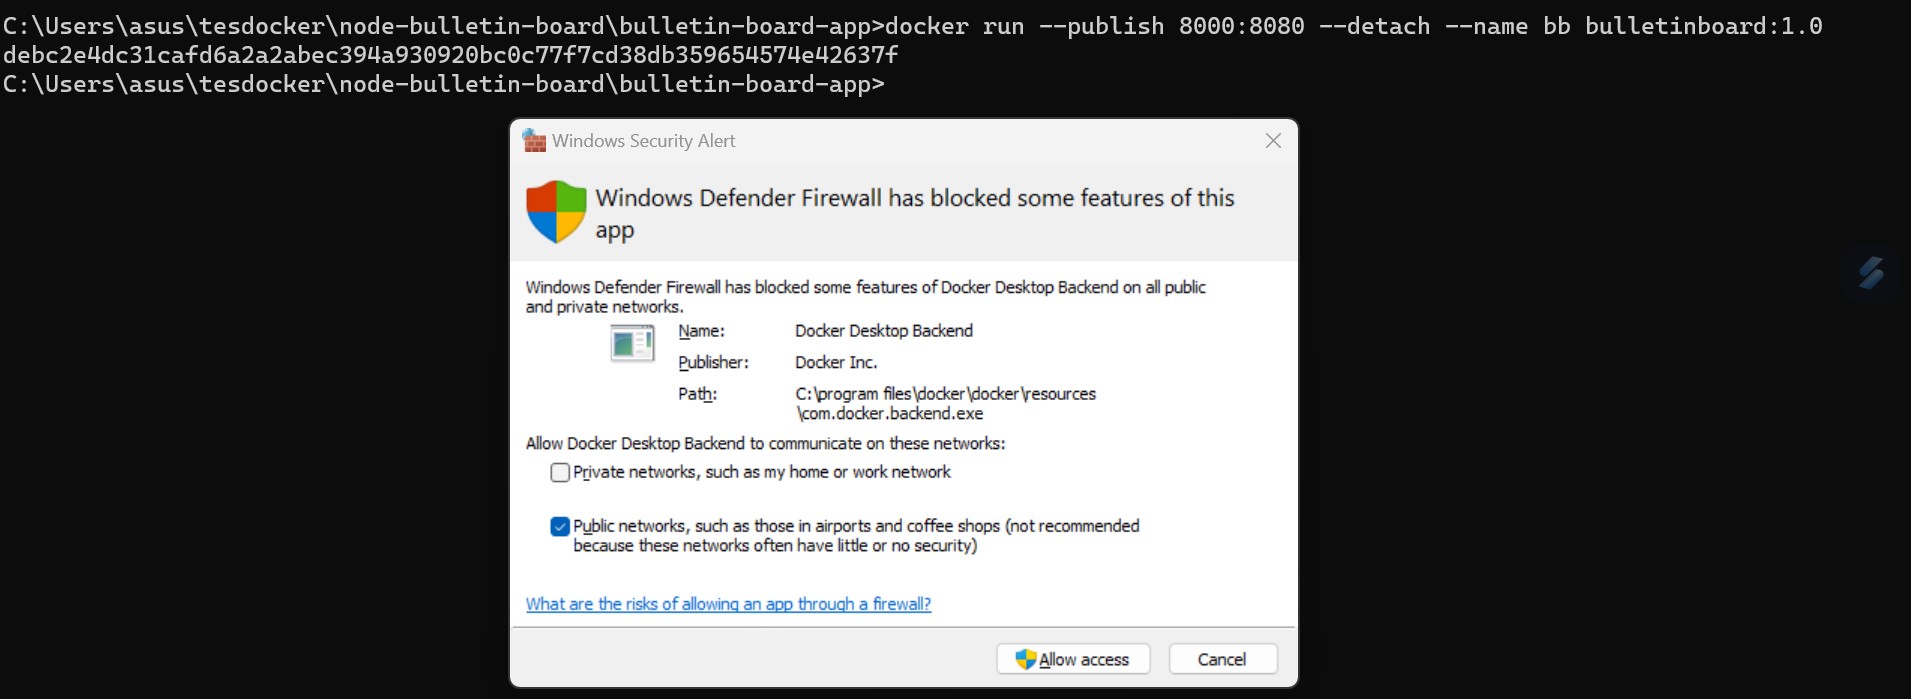 C:\Users\asus\tesdocker\node-bulletin-board\bulletin-board-app>docker run --publish 8000:8080 --detach --name bb bulletinboard:1.0
debc2e4dc31cafd6a2a2abec394a930920bc0c77f7cd38db359654574e42637f
C:\Users\asus\tesdocker\node-bulletin-board\bulletin-board-app>
Windows Security Alert
Windows Defender Firewall has blocked some features of this
app
Windows Defender Firewall has blocked some features of Docker Desktop Backend on all public
and private networks.
Name: Docker Desktop Backend
Publisher: Docker Inc.
Path: C:\program files\docker\docker\resources
\com.docker.backend.exe
Allow Docker Desktop Backend to communicate on these networks:
Private networks, such as my home or work network
Public networks, such as those in airports and coffee shops (not recommended
because these networks often have little or no security)
What are the risks of allowing an app through a firewall?
Allow access Cancel